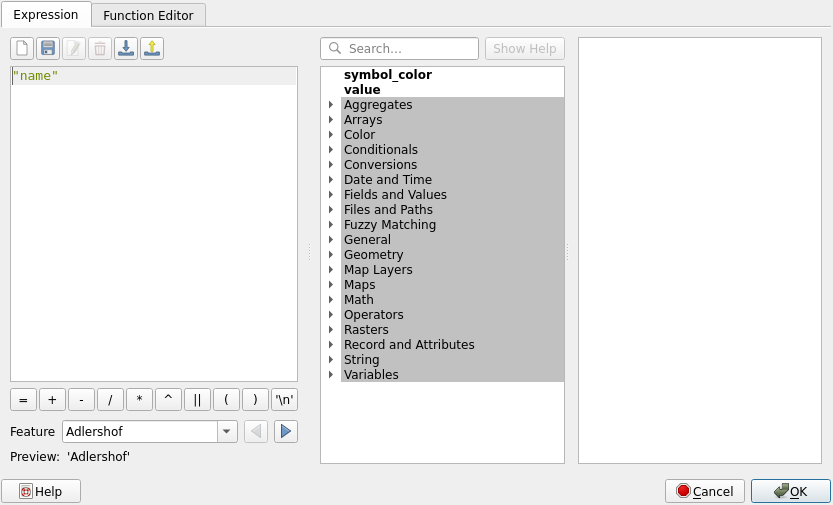 Expression
Function Editor
Search...
Show Help
"name"
symbol_color
value
Aggregates
Arrays
Color
Conditionals
Conversions
Date and Time
Fields and Values
Files and Paths
Fuzzy Matching
General
Geometry
Map Layers
Maps
Math
Operators
Rasters
Record and Attributes
String
Variables
= + - / * ^ || ( ) '\n'
Feature Adlershof
Preview: 'Adlershof'
Help
Cancel
OK